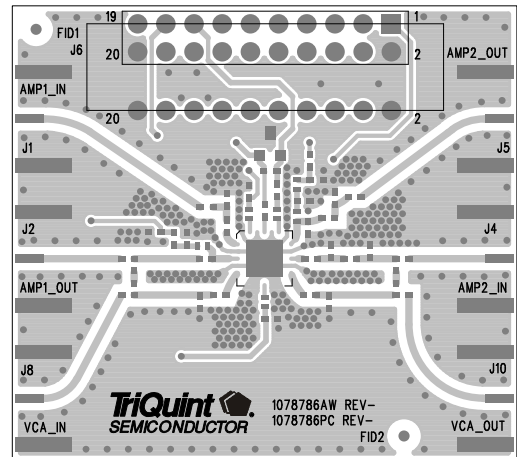 19 1
FID1
J6
20 2
AMP2_OUT
AMP1_IN
20 2
J1 J5
J2 J4
AMP1_OUT AMP2_IN
J8 J10
TriQuint
SEMICONDUCTOR
1078786AW REV-
1078786PC REV-
FID2
VCA_IN VCA_OUT